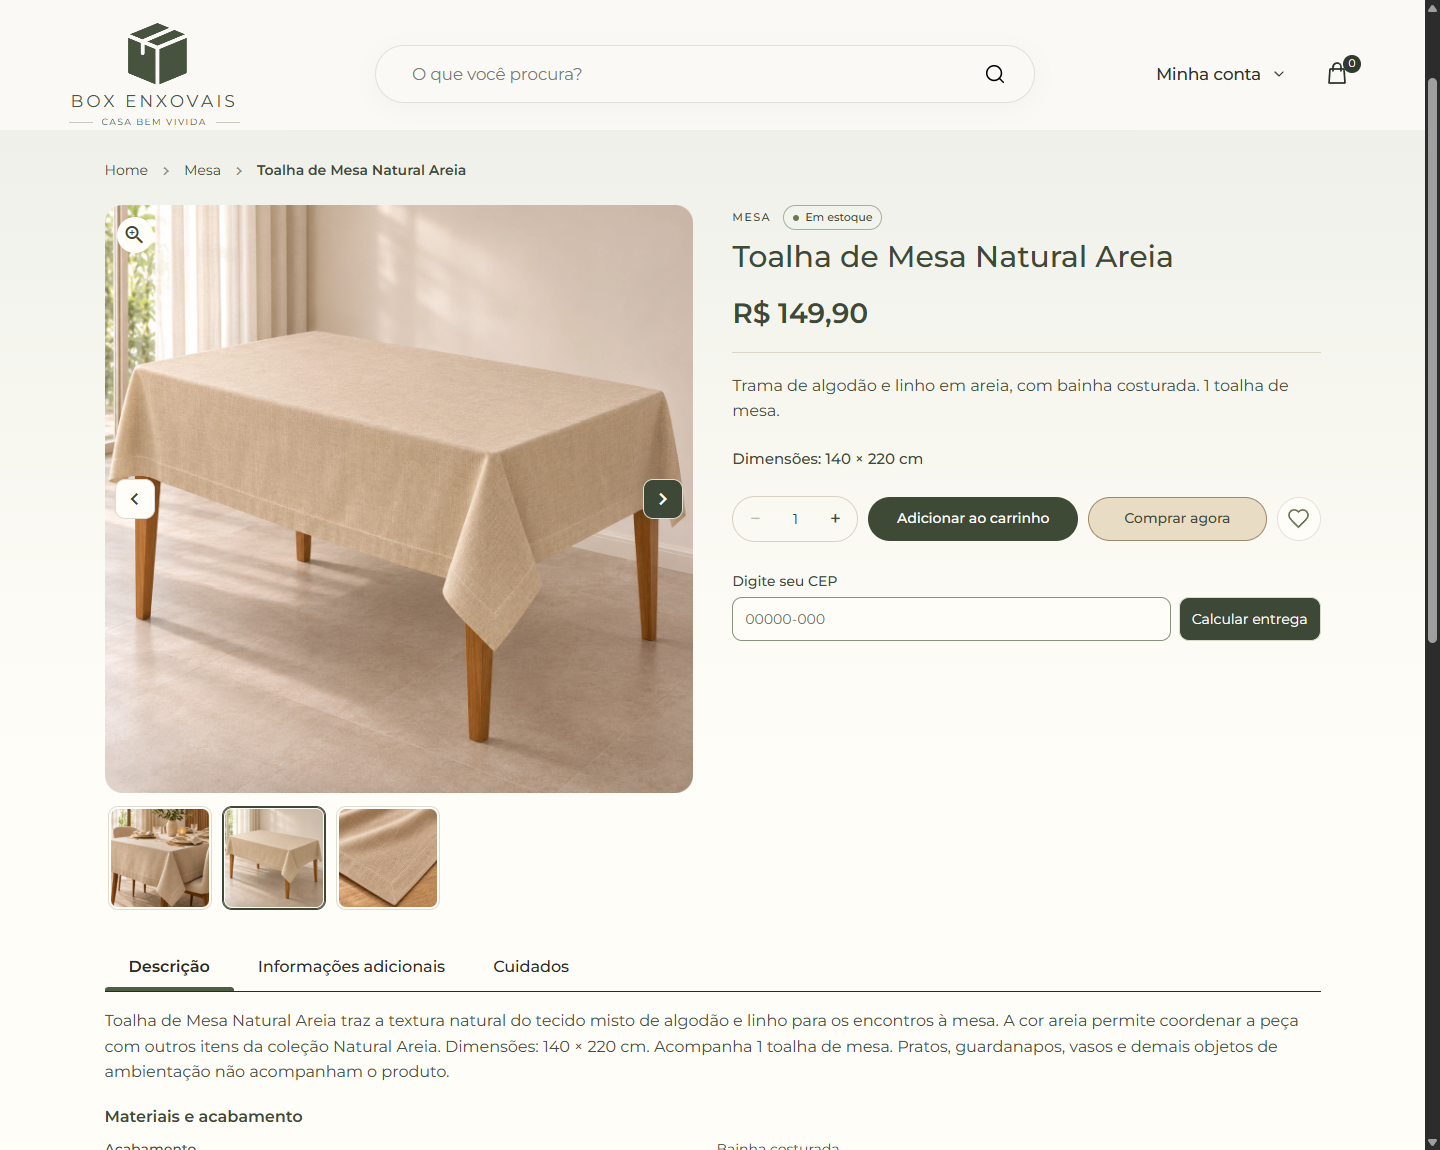 BOX ENXOVAIS
CASA BEM VIVIDA
O que você procura?
Minha conta
0
Home > Mesa > Toalha de Mesa Natural Areia
MESA
Em estoque
Toalha de Mesa Natural Areia
R$ 149,90
Trama de algodão e linho em areia, com bainha costurada. 1 toalha de
mesa.
Dimensões: 140 × 220 cm
− 1 +
Adicionar ao carrinho
Comprar agora
Digite seu CEP
00000-000
Calcular entrega
Descrição
Informações adicionais
Cuidados
Toalha de Mesa Natural Areia traz a textura natural do tecido misto de algodão e linho para os encontros à mesa. A cor areia permite coordenar a peça
com outros itens da coleção Natural Areia. Dimensões: 140 × 220 cm. Acompanha 1 toalha de mesa. Pratos, guardanapos, vasos e demais objetos de
ambientação não acompanham o produto.
Materiais e acabamento
Acabamento
Bainha costurada